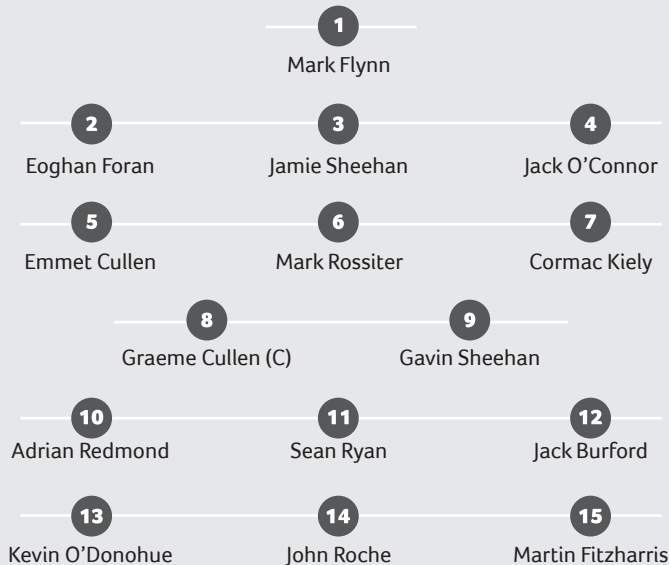 1
Mark Flynn
2 3 4
Eoghan Foran Jamie Sheehan Jack O’Connor
5 6 7
Emmet Cullen Mark Rossiter Cormac Kiely
8 9
Graeme Cullen (C) Gavin Sheehan
10 11 12
Adrian Redmond Sean Ryan Jack Burford
13 14 15
Kevin O’Donohue John Roche Martin Fitzharris